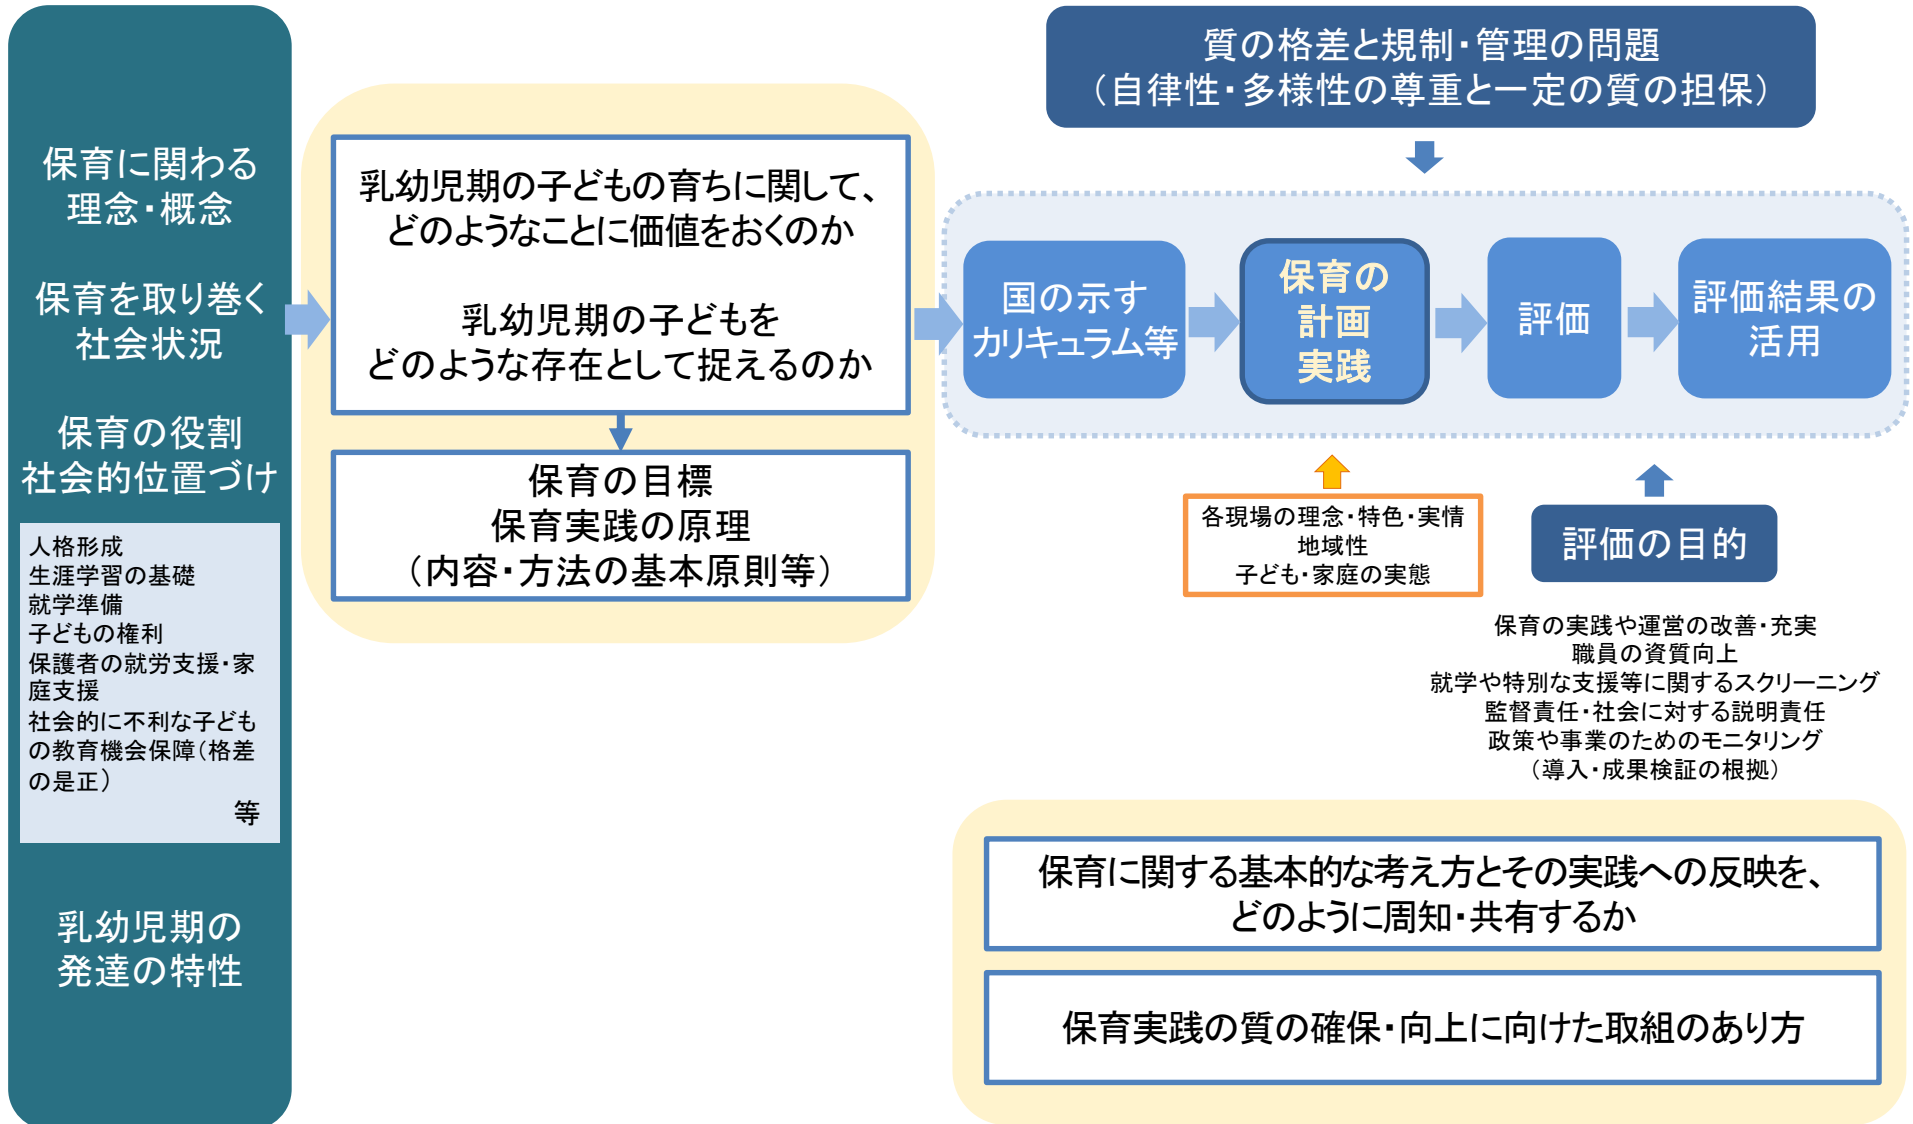 保育に関わる
理念・概念
保育を取り巻く
社会状況
保育の役割
社会的位置づけ
人格形成
生涯学習の基礎
就学準備
子どもの権利
保護者の就労支援・家
庭支援
社会的に不利な子ども
の教育機会保障(格差
の是正)
等
乳幼児期の
発達の特性
乳幼児期の子どもの育ちに関して、
どのようなことに価値をおくのか
乳幼児期の子どもを
どのような存在として捉えるのか
保育の目標
保育実践の原理
(内容・方法の基本原則等)
質の格差と規制・管理の問題
(自律性・多様性の尊重と一定の質の担保)
国の示す
カリキュラム等
保育の
計画
実践
評価
評価結果の
活用
各現場の理念・特色・実情
地域性
子ども・家庭の実態
評価の目的
保育の実践や運営の改善・充実
職員の資質向上
就学や特別な支援等に関するスクリーニング
監督責任・社会に対する説明責任
政策や事業のためのモニタリング
(導入・成果検証の根拠)
保育に関する基本的な考え方とその実践への反映を、
どのように周知・共有するか
保育実践の質の確保・向上に向けた取組のあり方